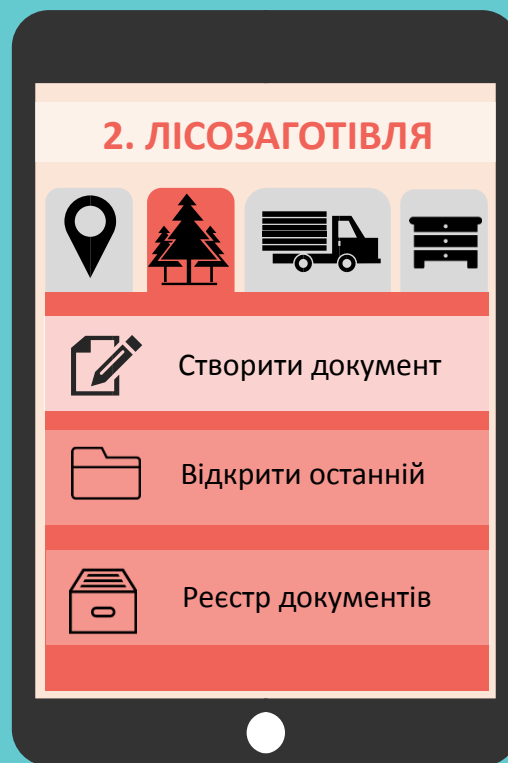 2. ЛІСОЗАГОТІВЛЯ
Створити документ
Відкрити останній
Реєстр документів